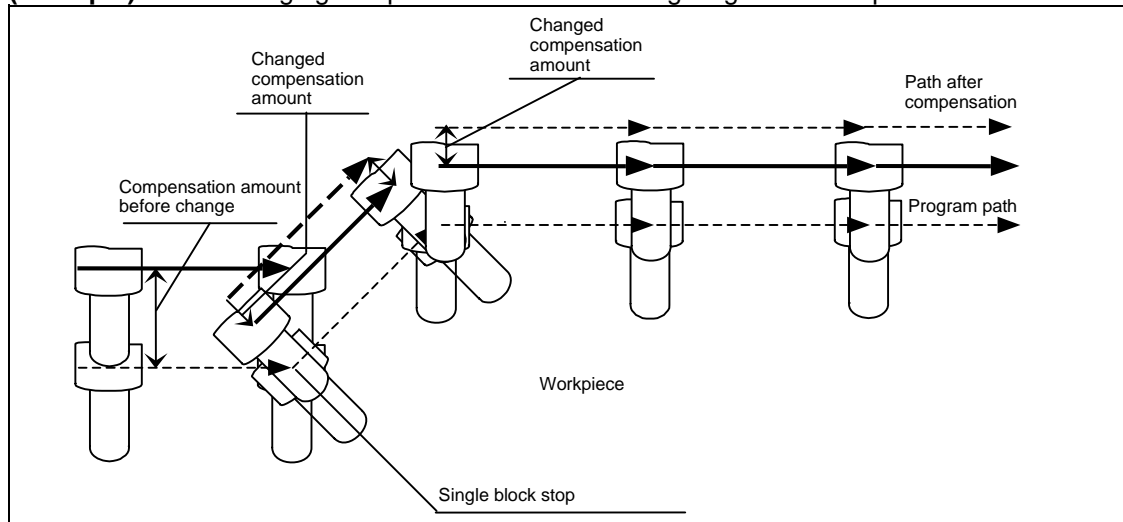 Changed
compensation
amount
Changed
compensation
amount
Path after
compensation
Compensation amount
before change
Program path
Workpiece
Single block stop